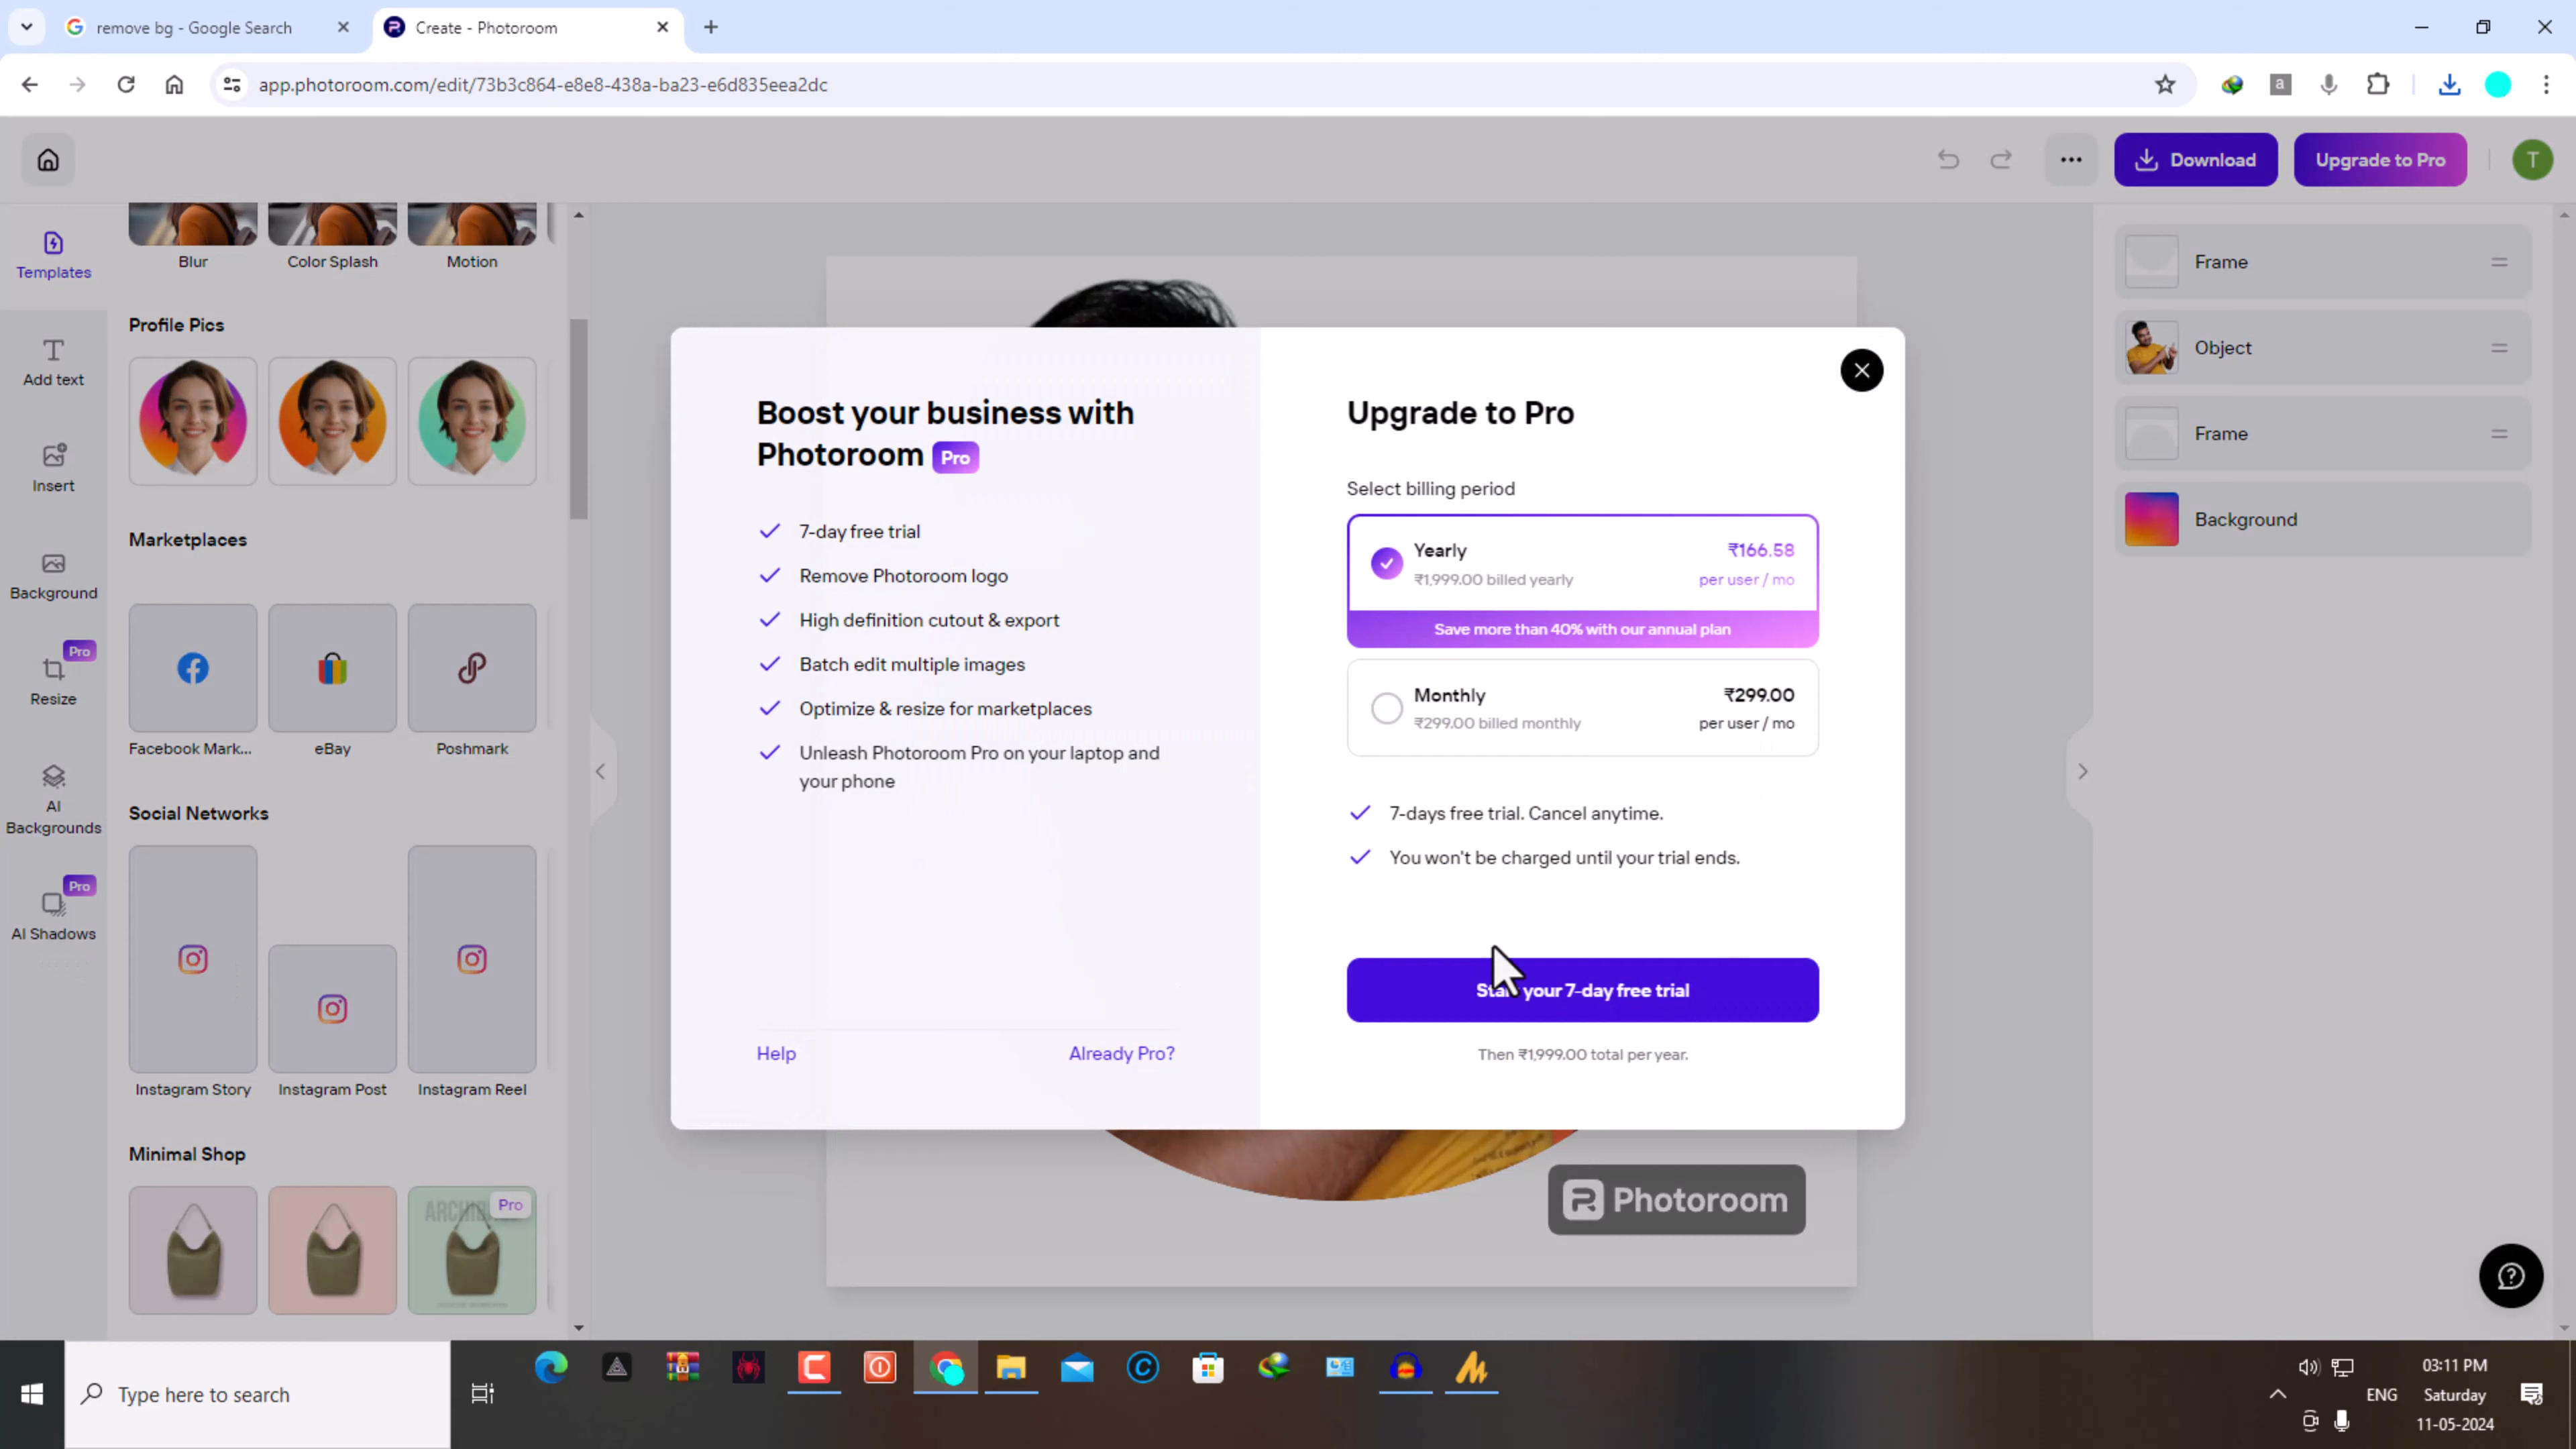 remove bg - Google Search
Create - Photoroom
app.photoroom.com/edit/73b3c864-e8e8-438a-ba23-e6d835eea2dc
a
Download
Upgrade to Pro
T
Templates
Add text
Insert
Background
Pro
Resize
AI
Backgrounds
Pro
AI Shadows
Blur
Color Splash
Motion
Profile Pics
Marketplaces
Facebook Mark...
eBay
Poshmark
Social Networks
Instagram Story
Instagram Post
Instagram Reel
Minimal Shop
Pro
Boost your business with
Photoroom Pro
7-day free trial
Remove Photoroom logo
High definition cutout & export
Batch edit multiple images
Optimize & resize for marketplaces
Unleash Photoroom Pro on your laptop and
your phone
Help
Already Pro?
Upgrade to Pro
Select billing period
Yearly
₹166.58
₹1,999.00 billed yearly
per user / mo
Save more than 40% with our annual plan
Monthly
₹299.00
₹299.00 billed monthly
per user / mo
7-days free trial. Cancel anytime.
You won't be charged until your trial ends.
Start your 7-day free trial
Then ₹1,999.00 total per year.
Photoroom
Frame
Object
Frame
Background
Type here to search
03:11 PM
ENG
Saturday
11-05-2024